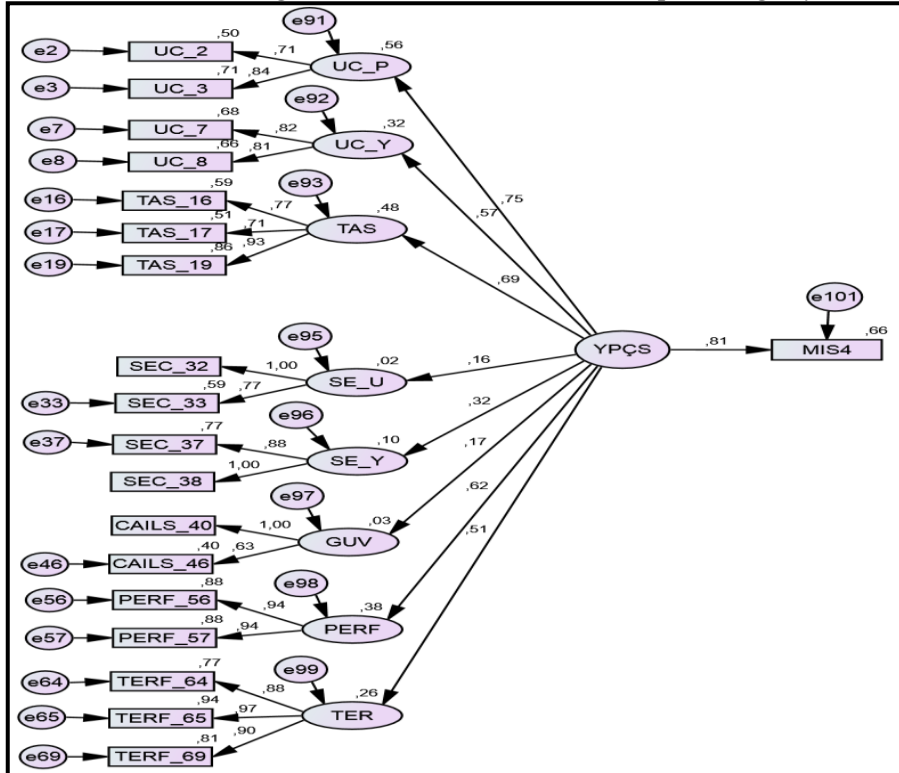 e91
,50
,56
e2
UC_2
,71
UC_P
,71
,84
e3
UC_3
e92
,68
,32
e7
UC_7
,82
UC_Y
,66
,81
e8
UC_8
,75
,59
e93
e16
TAS_16
,57
,77
,48
,51
e17
TAS_17
,71
TAS
,86
,93
e19
TAS_19
,69
e101
e95
,66
YPÇS
,81
MIS4
SEC_32
1,00
,02
,16
,59
,77
SE_U
e33
SEC_33
e96
,32
,77
,10
e37
SEC_37
,88
SE_Y
,17
1,00
SEC_38
e97
,62
CAILS_40
1,00
,03
,51
,40
,63
GUV
e46
CAILS_46
,88
e98
e56
PERF_56
,94
,38
,88
,94
PERF
e57
PERF_57
,77
e99
e64
TERF_64
,88
,26
,94
,97
e65
TERF_65
TER
,81
,90
e69
TERF_69